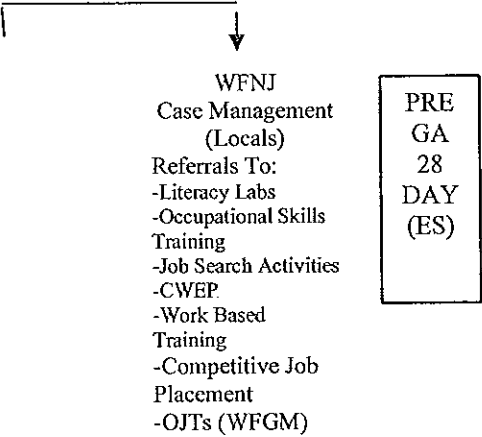 WFNJ
Case Management
(Locals)
Referrals To:
-Literacy Labs
-Occupational Skills
Training
-Job Search Activities
-CWEP
-Work Based
Training
-Competitive Job
Placement
-OJTs (WFGM)
PRE
GA
28
DAY
(ES)